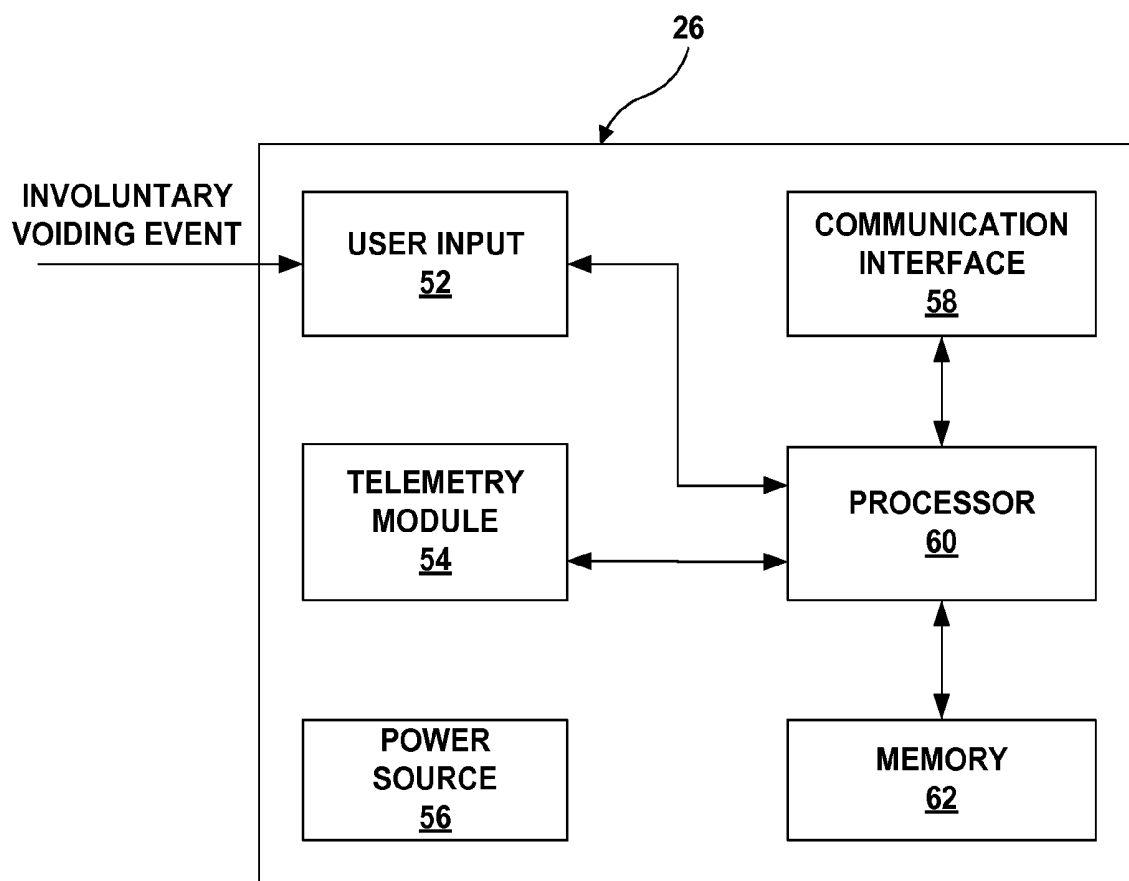 26
INVOLUNTARY
VOIDING EVENT
USER INPUT
52
COMMUNICATION
INTERFACE
58
TELEMETRY
MODULE
54
PROCESSOR
60
POWER
SOURCE
56
MEMORY
62